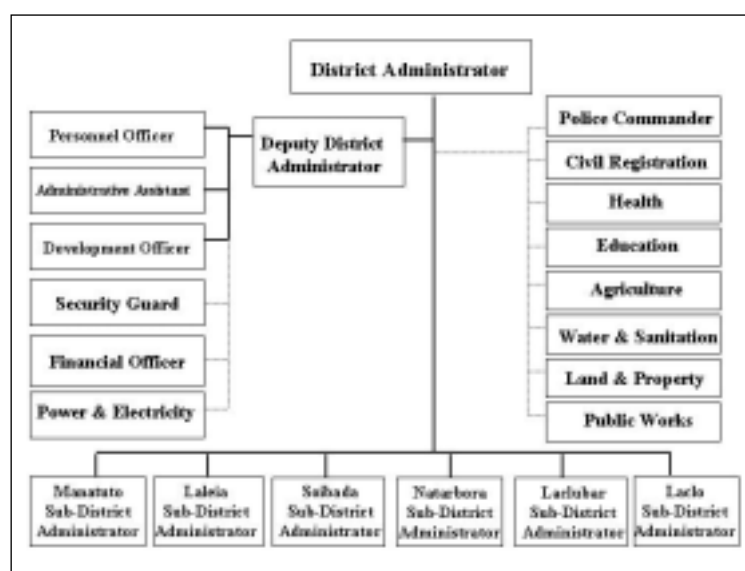 District Administrator
Personnel Officer
Deputy District
Administrator
Police Commander
Civil Registration
Administrative Assistant
Health
Development Officer
Education
Security Guard
Agriculture
Financial Officer
Water & Sanitation
Land & Property
Power & Electricity
Public Works
Manatuto
Sub-District
Administrator
Laleia
Sub-District
Administrator
Soibada
Sub-District
Administrator
Natarbora
Sub-District
Administrator
Sub-District
Administrator
Laclo
Sub-District
Administrator